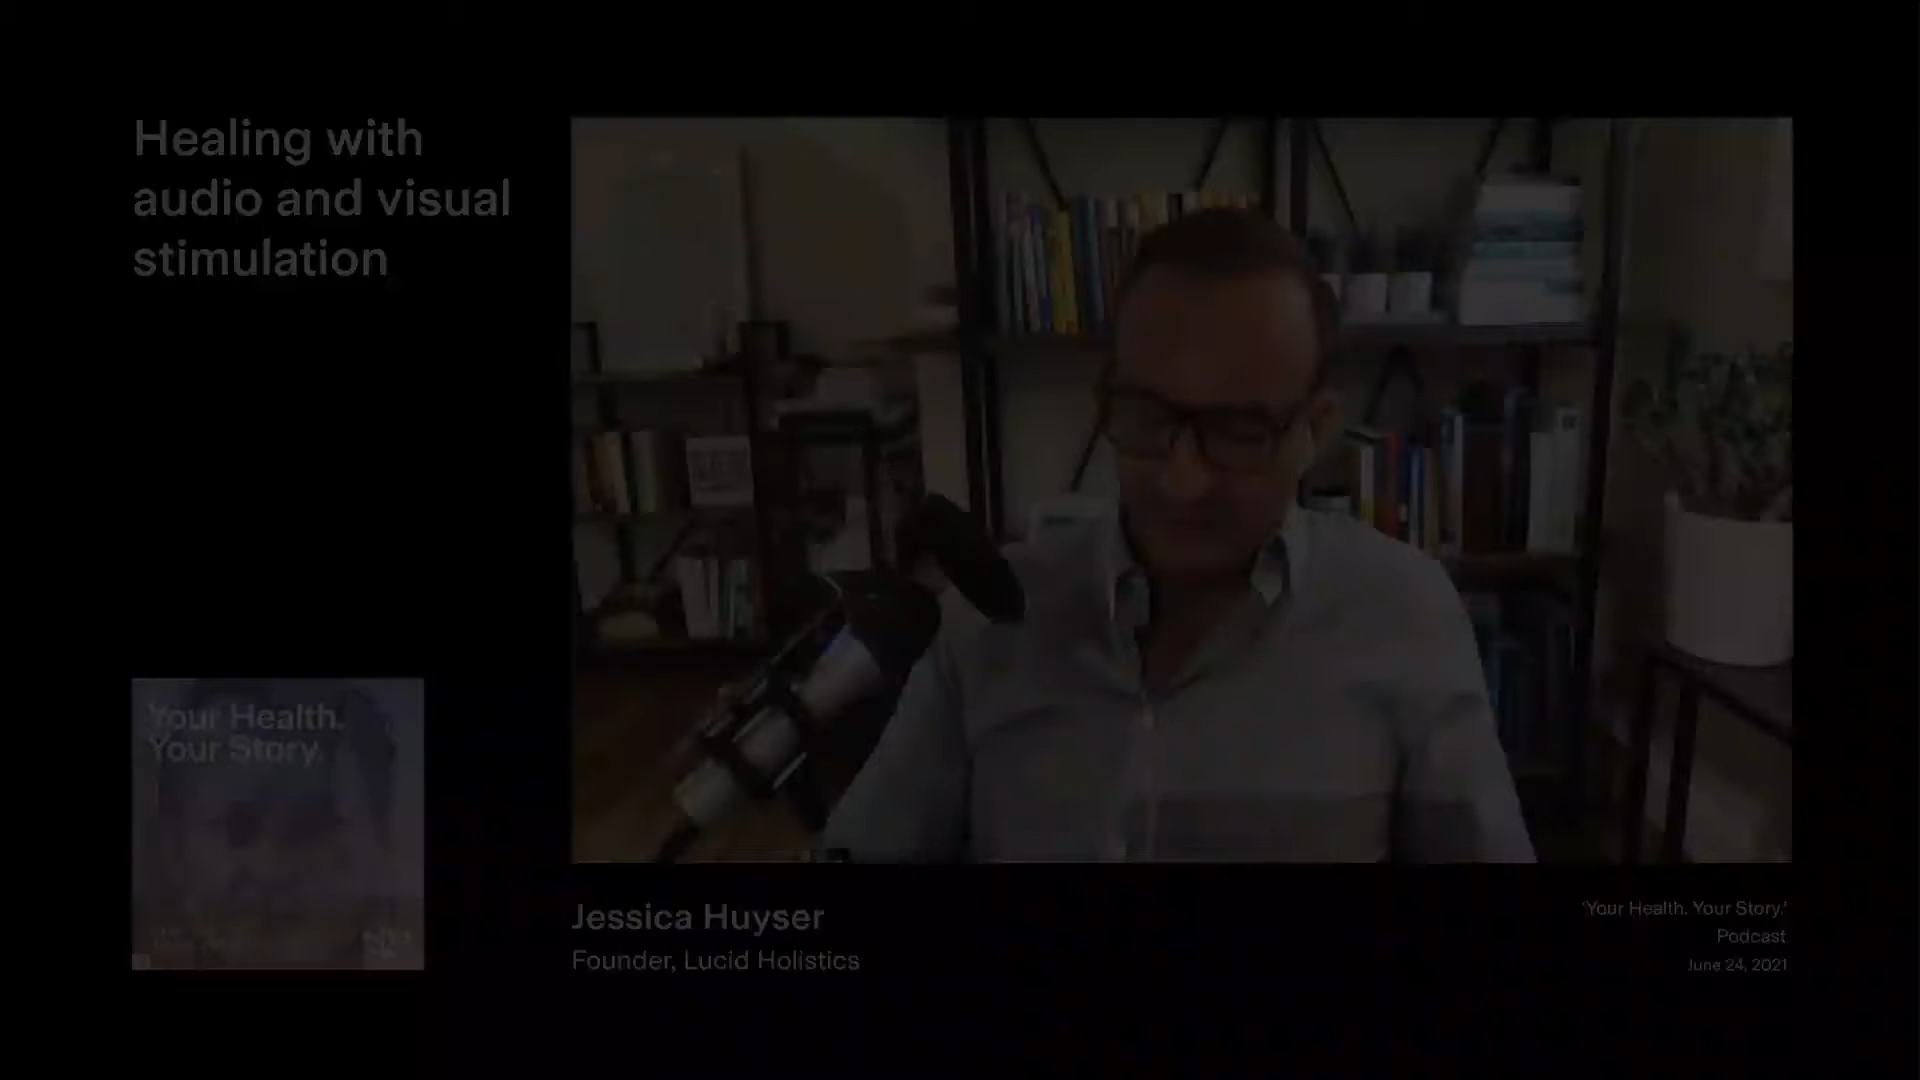 Healing with
audio and visual
stimulation
Your Health.
Your Story.
Jessica Huyser
Founder, Lucid Holistics
'Your Health. Your Story.'
Podcast
June 24, 2021